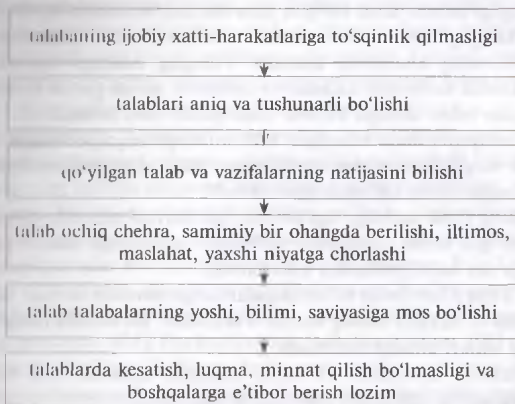 talabaning ijobiy xatti-harakatlariga to‘sqinlik qilmasligi
talablari aniq va tushunarli bo‘lishi
qo‘yilgan talab va vazifalarning natijasini bilishi
talab ochiq chehra, samimiy bir ohangda berilishi, iltimos,
maslahat, yaxshi niyatga chorlashi
talab talabalarning yoshi, bilimi, saviyasiga mos bo‘lishi
talablarda kesatish, luqma, minnat qilish bo‘lmasligi va
boshqalarga e’tibor berish lozim